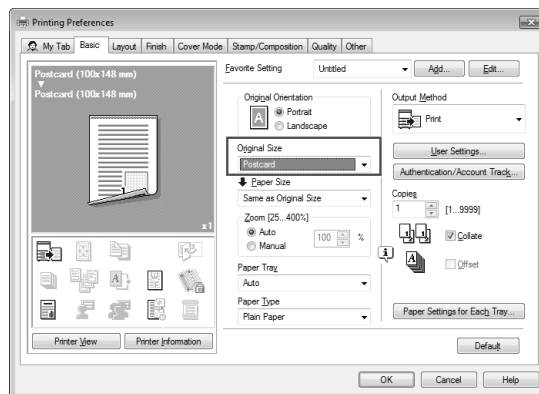 Printing Preferences
My Tab Basic Layout Finish Cover Mode Stamp/Composition Quality Other
Postcard (100x148 mm)
Postcard (100x148 mm)
1
x1
Printer View Printer Information
Favorite Setting Untitled Add... Edit...
Original Orientation
A Portrait
Landscape
Original Size
Postcard
Paper Size
Same as Original Size
Zoom [25...400%]
Auto
Manual
100 %
Paper Tray
Auto
Paper Type
Plain Paper
Output Method
Print
User Settings...
Authentication/Account Track...
Copies
1 [1...9999]
Collate
Offset
Paper Settings for Each Tray...
Default
OK Cancel Help